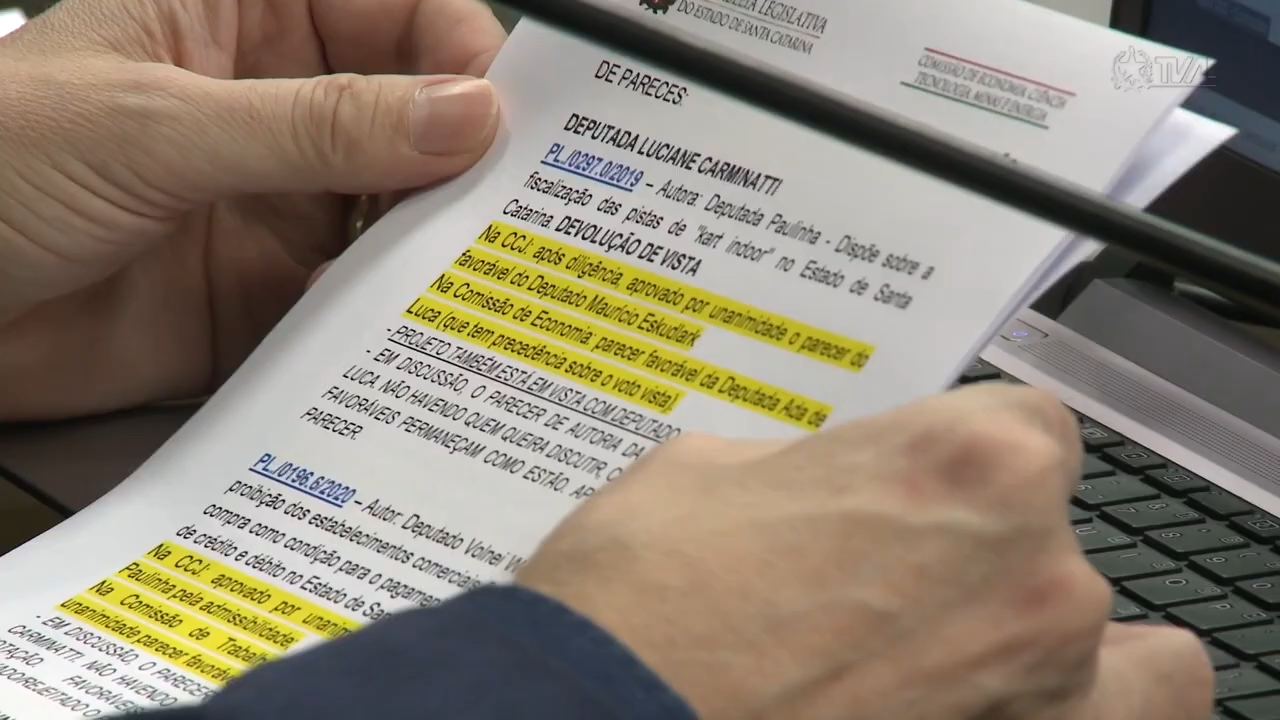 LEGISLATIVA
DO ESTADO DE SANTA CATARINA
COMISSÃO DE ECONOMIA, CIÊNCIA
TECNOLOGIA, MINAS E ENERGIA
TVA
DE PARECES:
DEPUTADA LUCIANE CARMINATTI
PL./0297.0/2019 – Autora: Deputada Paulinha - Dispõe sobre a
fiscalização das pistas de "kart indoor" no Estado de Santa
Catarina. DEVOLUÇÃO DE VISTA
Na CCJ: após diligência, aprovado por unanimidade o parecer do
favorável do Deputado Mauricio Eskudlark
Na Comissão de Economia: parecer favorável da Deputada Ada de
Luca (que tem precedência sobre o voto vista).
- PROJETO TAMBÉM ESTÁ EM VISTA COM DEPUTADO
- EM DISCUSSÃO, O PARECER DE AUTORIA DA
LUCA. NÃO HAVENDO QUEM QUEIRA DISCUTIR,
FAVORÁVEIS PERMANEÇAM COMO ESTÃO.
PARECER.
PL./0196.6/2020 – Autor: Deputado Volnei
proibição dos estabelecimentos comerciais
compra como condição para o pagamento
de crédito e débito no Estado de
Na CCJ: aprovado por
Paulinha pela admissibilidade.
Na Comissão de
unanimidade parecer
- EM DISCUSSÃO, O PARECER
CARMINATTI. NÃO HAVENDO